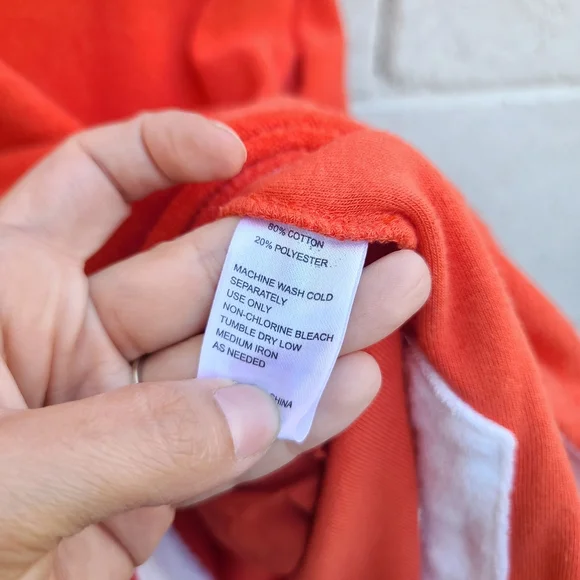 80% COTTON
20% POLYESTER
MACHINE WASH COLD
SEPARATELY
USE ONLY
NON-CHLORINE BLEACH
TUMBLE DRY LOW
MEDIUM IRON
AS NEEDED
CHINA